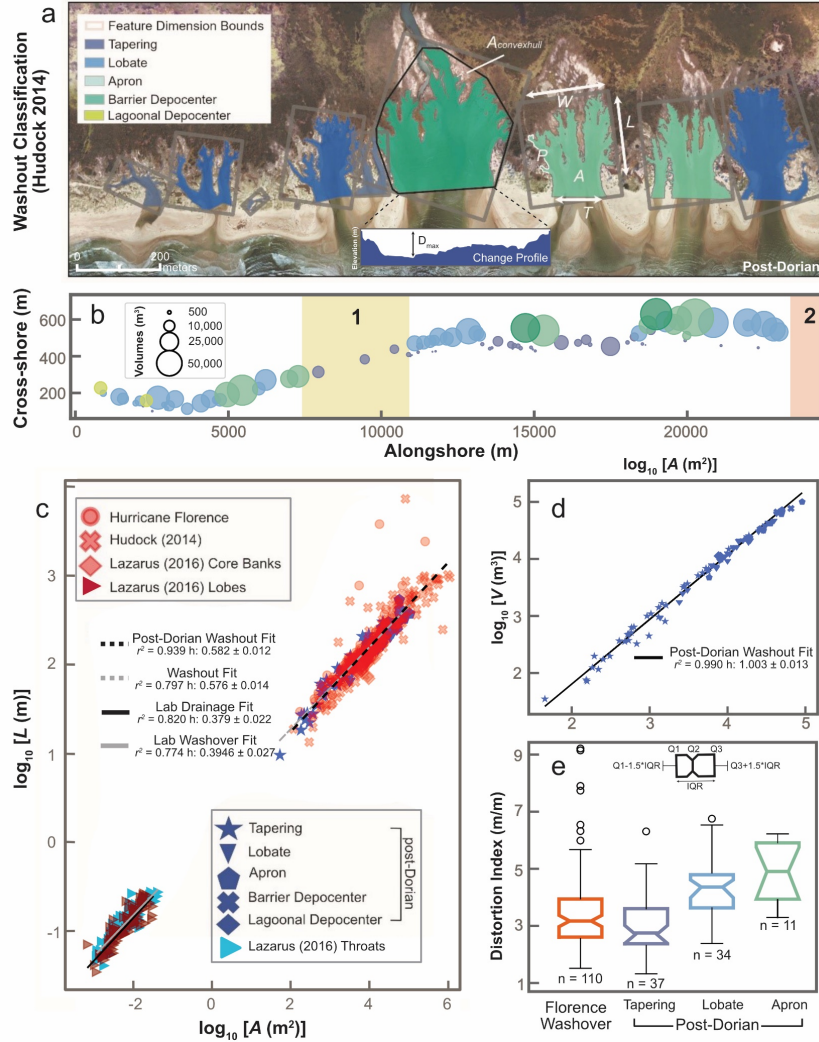 a
Washout Classification
(Hudock 2014)
Feature Dimension Bounds
Tapering
Lobate
Apron
Barrier Depocenter
Lagoonal Depocenter
Aconvexhull
W
L
P
A
T
Elevation (m)
Dmax
Change Profile
0
200
meters
Post-Dorian
b
Cross-shore (m)
600
400
200
Volumes (m³)
500
10,000
25,000
50,000
1
2
0
5000
10000
15000
20000
Alongshore (m)
log10 [A (m²)]
c
Hurricane Florence
Hudock (2014)
Lazarus (2016) Core Banks
Lazarus (2016) Lobes
Post-Dorian Washout Fit
r² = 0.939 h: 0.582 ± 0.012
Washout Fit
r² = 0.797 h: 0.576 ± 0.014
Lab Drainage Fit
r² = 0.820 h: 0.379 ± 0.022
Lab Washover Fit
r² = 0.774 h: 0.3946 ± 0.027
Tapering
Lobate
Apron
Barrier Depocenter
Lagoonal Depocenter
post-Dorian
Lazarus (2016) Throats
log10 [L (m)]
3
2
1
0
-1
-2
0
2
4
6
log10 [A (m²)]
d
log10 [V (m³)]
5
4
3
2
Post-Dorian Washout Fit
r² = 0.990 h: 1.003 ± 0.013
2
3
4
5
e
Distortion Index (m/m)
9
7
5
3
1
Q1
Q2
Q3
Q1-1.5*IQR
Q3+1.5*IQR
IQR
n = 110
n = 37
n = 34
n = 11
Florence
Washover
Tapering
Lobate
Apron
Post-Dorian